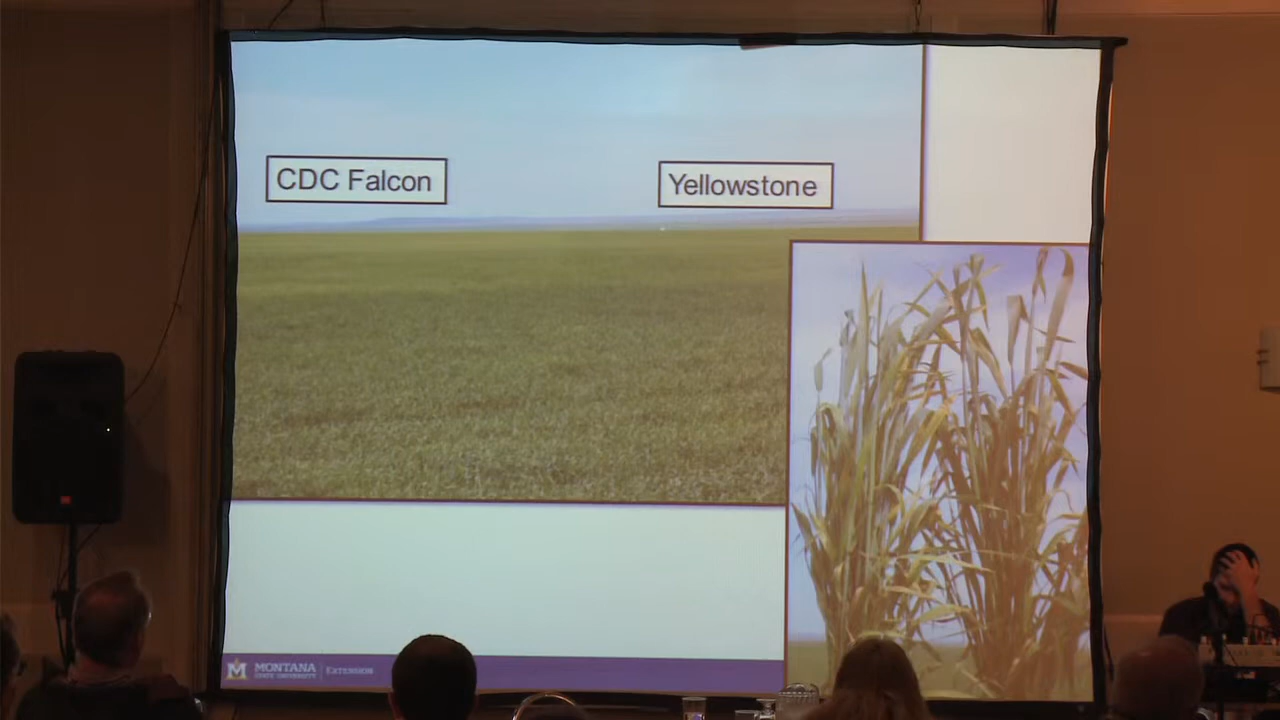 CDC Falcon
Yellowstone
MONTANA
STATE UNIVERSITY
EXTENSION